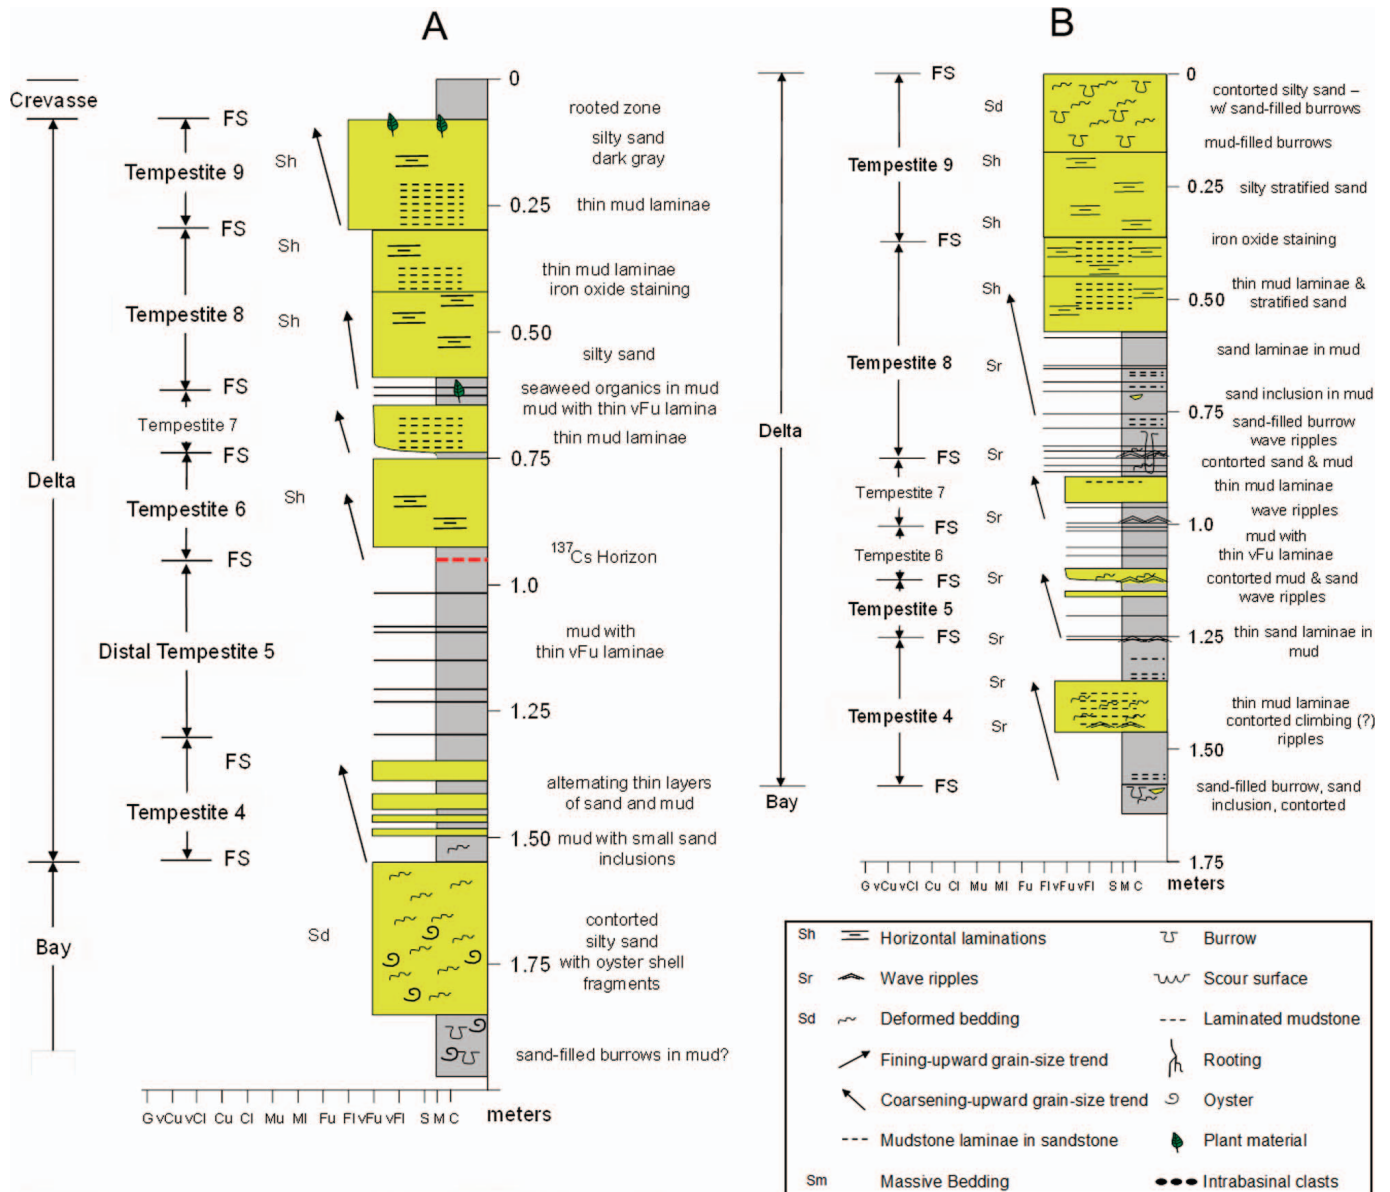 A
B
Crevasse
Delta
Bay
FS
Tempestite 9
FS
Tempestite 8
FS
Tempestite 7
FS
Tempestite 6
FS
Distal Tempestite 5
FS
Tempestite 4
FS
Sh
Sh
Sh
Sh
Sd
0
0.25
0.50
0.75
1.0
1.25
1.50
1.75
meters
rooted zone
silty sand
dark gray
thin mud laminae
thin mud laminae
iron oxide staining
silty sand
seaweed organics in mud
mud with thin vFu lamina
thin mud laminae
137Cs Horizon
mud with
thin vFu laminae
alternating thin layers
of sand and mud
mud with small sand
inclusions
contorted
silty sand
with oyster shell
fragments
sand-filled burrows in mud?
G vCu vCl Cu Cl Mu Ml Fu Fl vFu vFl S M C
Delta
Bay
FS
Tempestite 9
FS
Tempestite 8
FS
Tempestite 7
FS
Tempestite 6
FS
Tempestite 5
FS
Tempestite 4
FS
Sd
Sh
Sh
Sh
Sr
Sr
Sr
Sr
Sr
Sr
Sr
0
0.25
0.50
0.75
1.0
1.25
1.50
1.75
meters
contorted silty sand –
w/ sand-filled burrows
mud-filled burrows
silty stratified sand
iron oxide staining
thin mud laminae &
stratified sand
sand laminae in mud
sand inclusion in mud
sand-filled burrow
wave ripples
contorted sand & mud
thin mud laminae
wave ripples
mud with
thin vFu laminae
contorted mud & sand
wave ripples
thin sand laminae in
mud
thin mud laminae
contorted climbing (?)
ripples
sand-filled burrow, sand
inclusion, contorted
G vCu vCl Cu Cl Mu Ml Fu Fl vFu vFl S M C
Sh Horizontal laminations
Sr Wave ripples
Sd Deformed bedding
Fining-upward grain-size trend
Coarsening-upward grain-size trend
Mudstone laminae in sandstone
Sm Massive Bedding
Burrow
Scour surface
Laminated mudstone
Rooting
Oyster
Plant material
Intrabasinal clasts